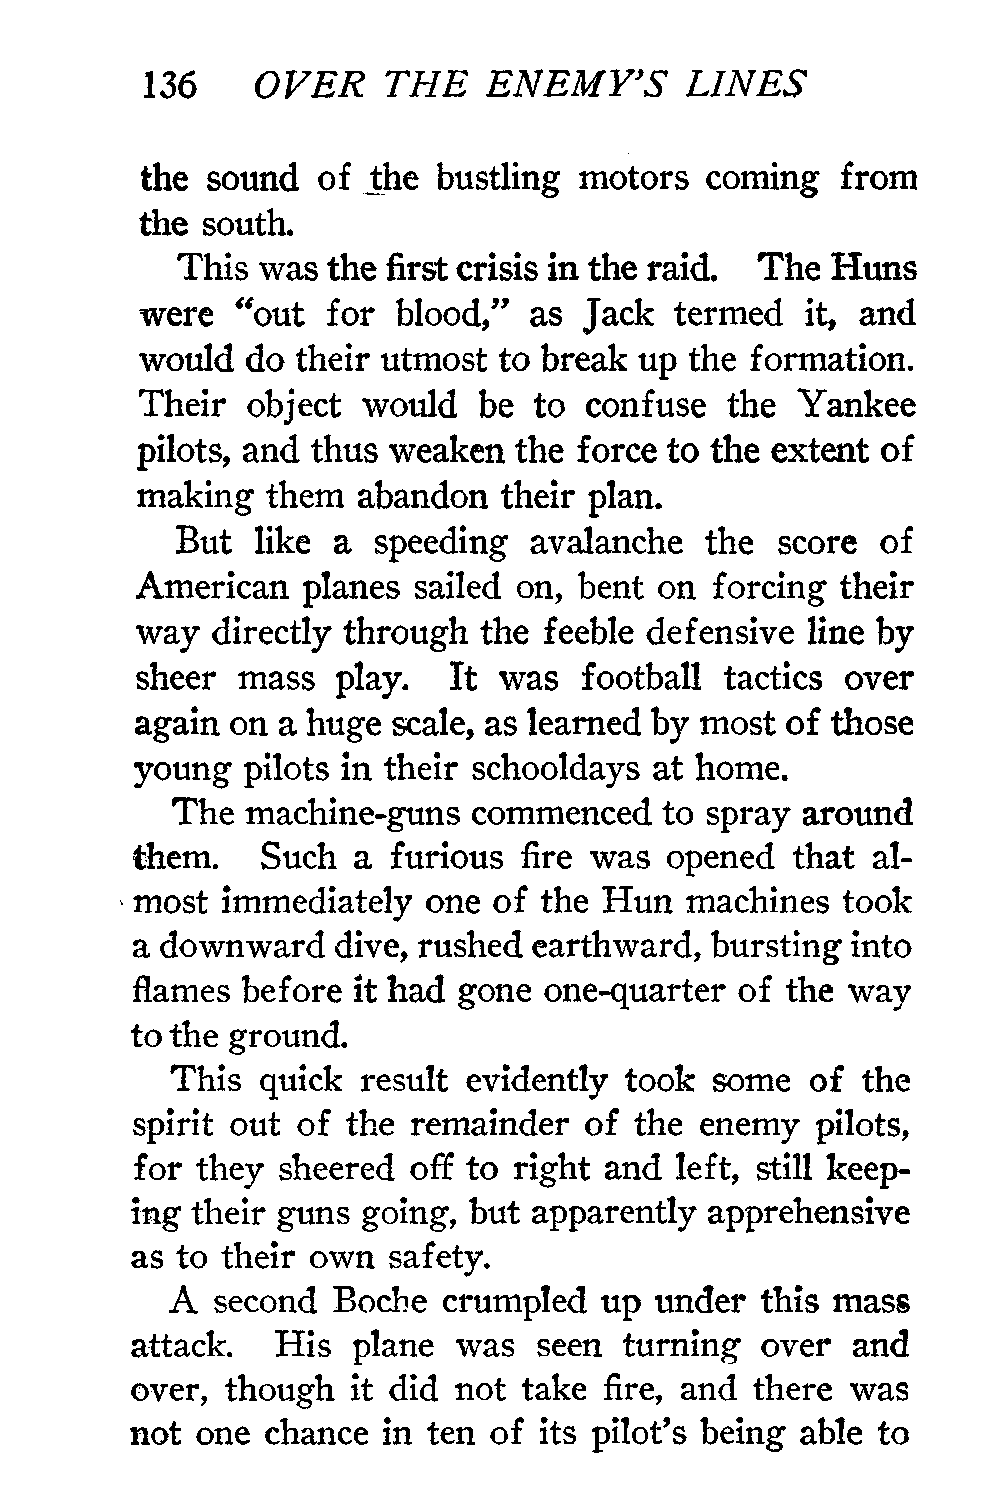 136 OVER THE ENEMY'S LINES
the sound of the bustling motors coming from
the south.
This was the first crisis in the raid. The Huns
were “out for blood,” as Jack termed it, and
would do their utmost to break up the formation.
Their object would be to confuse the Yankee
pilots, and thus weaken the force to the extent of
making them abandon their plan.
But like a speeding avalanche the score of
American planes sailed on, bent on forcing their
way directly through the feeble defensive line by
sheer mass play. It was football tactics over
again on a huge scale, as learned by most of those
young pilots in their schooldays at home.
The machine-guns commenced to spray around
them. Such a furious fire was opened that al-
most immediately one of the Hun machines took
a downward dive, rushed earthward, bursting into
flames before it had gone one-quarter of the way
to the ground.
This quick result evidently took some of the
spirit out of the remainder of the enemy pilots,
for they sheered off to right and left, still keep-
ing their guns going, but apparently apprehensive
as to their own safety.
A second Boche crumpled up under this mass
attack. His plane was seen turning over and
over, though it did not take fire, and there was
not one chance in ten of its pilot's being able to